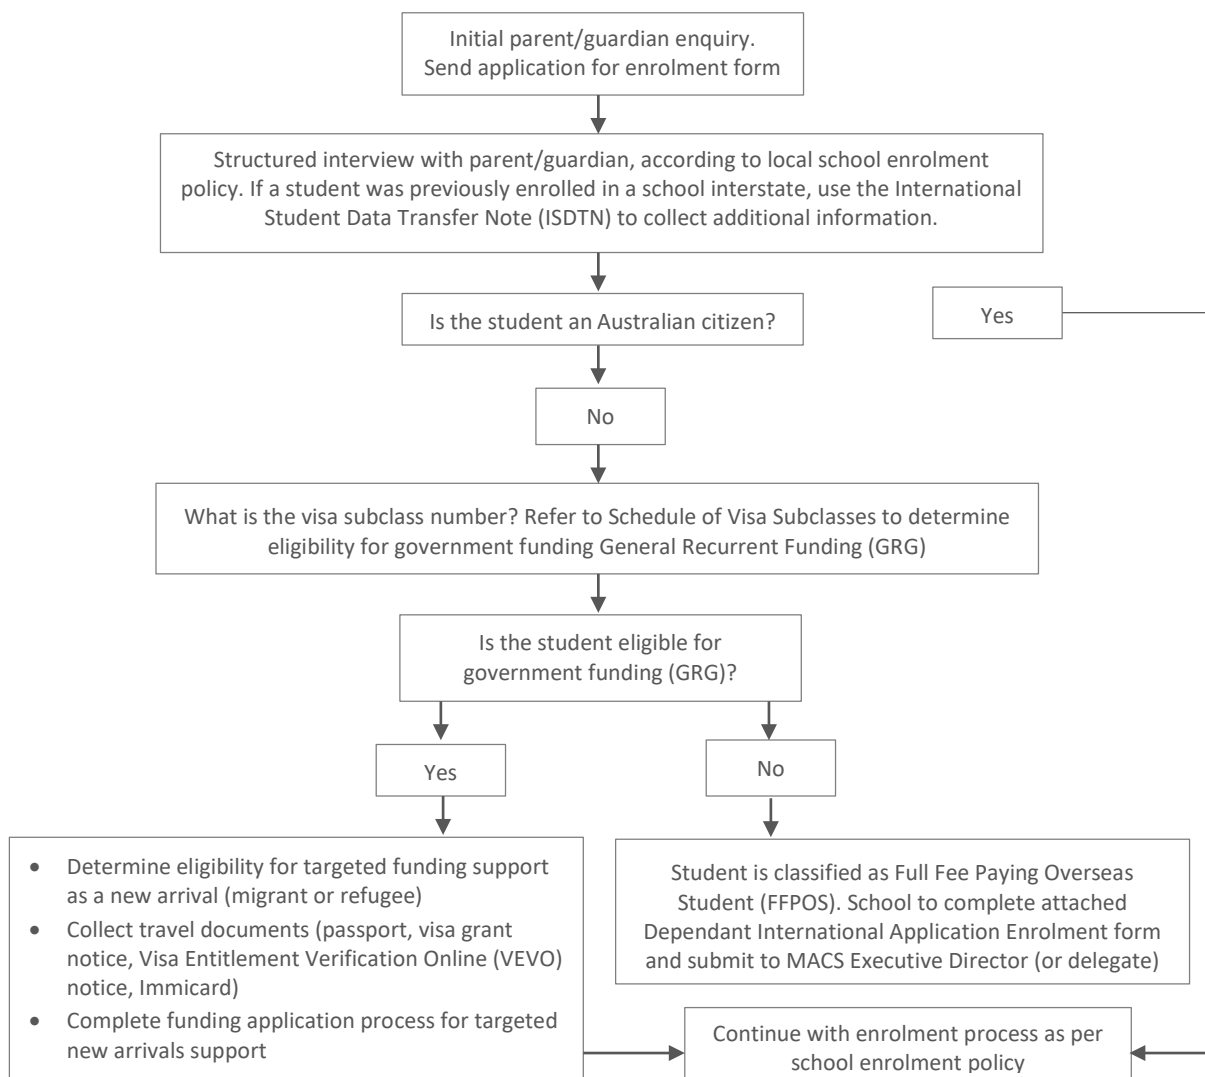 Initial parent/guardian enquiry.
Send application for enrolment form
Structured interview with parent/guardian, according to local school enrolment
policy. If a student was previously enrolled in a school interstate, use the International
Student Data Transfer Note (ISDTN) to collect additional information.
Is the student an Australian citizen?
Yes
No
What is the visa subclass number? Refer to Schedule of Visa Subclasses to determine
eligibility for government funding General Recurrent Funding (GRG)
Is the student eligible for
government funding (GRG)?
Yes
No
• Determine eligibility for targeted funding support
as a new arrival (migrant or refugee)
• Collect travel documents (passport, visa grant
notice, Visa Entitlement Verification Online (VEVO)
notice, Immicard)
• Complete funding application process for targeted
new arrivals support
Student is classified as Full Fee Paying Overseas
Student (FFPOS). School to complete attached
Dependant International Application Enrolment form
and submit to MACS Executive Director (or delegate)
Continue with enrolment process as per
school enrolment policy